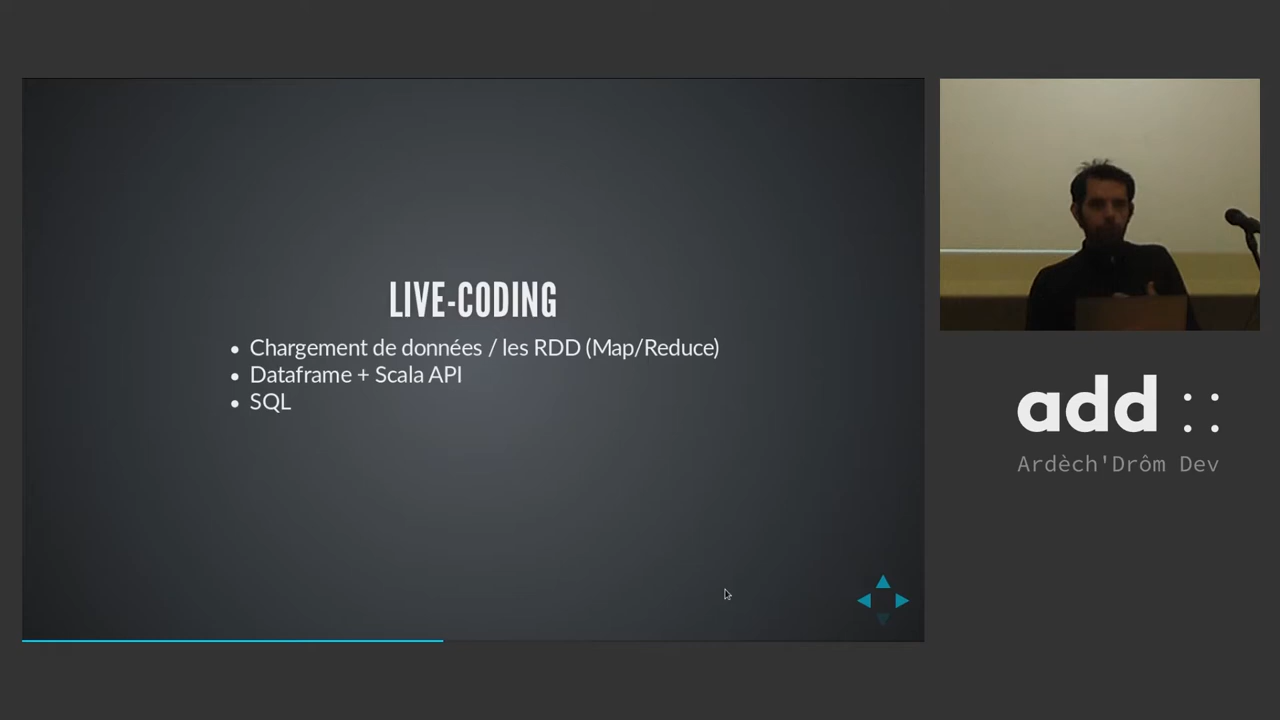 LIVE-CODING
Chargement de données / les RDD (Map/Reduce)
Dataframe + Scala API
SQL
add ::
Ardèch'Drôm Dev